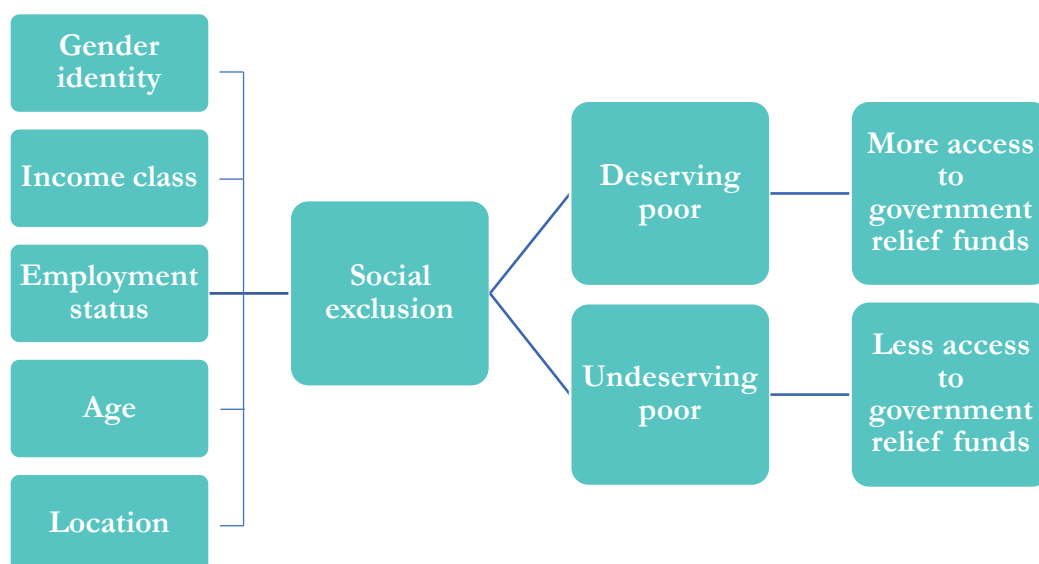 Gender
identity
Income class
Employment
status
Age
Location
Social
exclusion
Deserving
poor
Undeserving
poor
More access
to
government
relief funds
Less access
to
government
relief funds